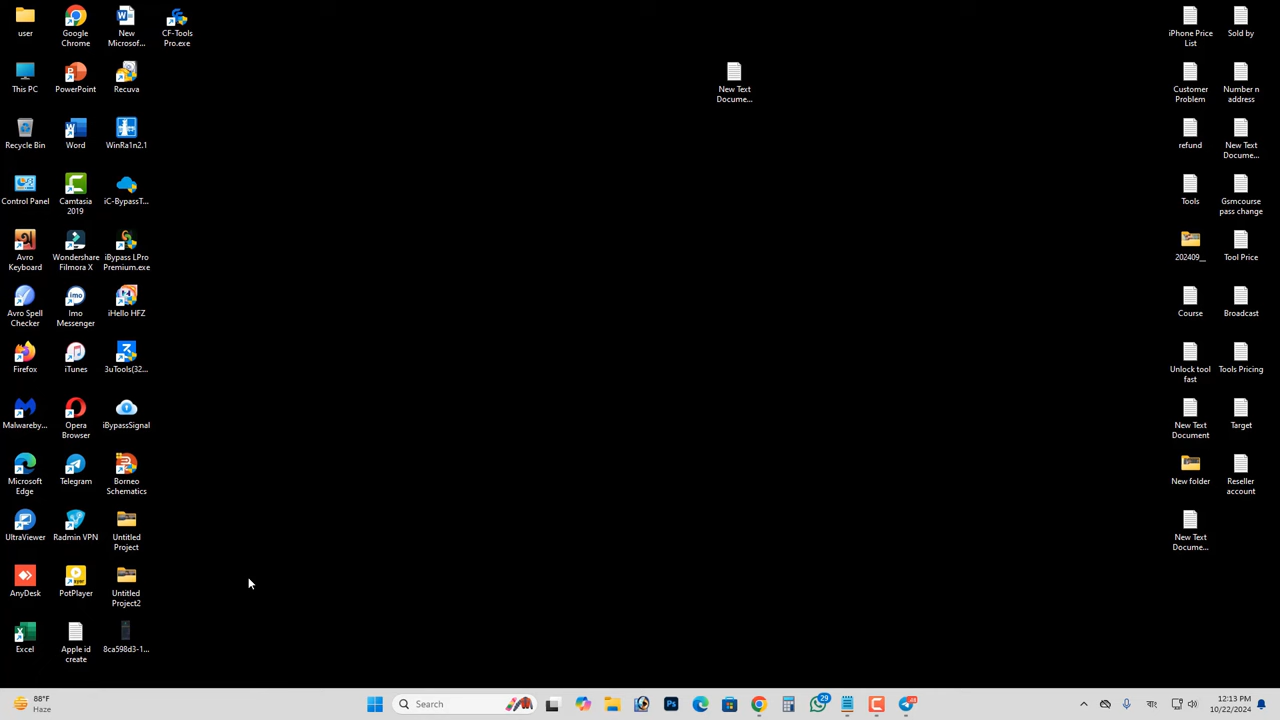 user
Google
Chrome
New
Microsof...
CF-Tools
Pro.exe
This PC
PowerPoint
Recuva
Recycle Bin
Word
WinRa1n2.1
Control Panel
Camtasia
2019
iC-BypassT...
Avro
Keyboard
Wondershare
Filmora X
iBypass LPro
Premium.exe
Avro Spell
Checker
Imo
Messenger
iHello HFZ
Firefox
iTunes
3uTools(32...
Malwareby...
Opera
Browser
iBypassSignal
Microsoft
Edge
Telegram
Borneo
Schematics
UltraViewer
Radmin VPN
Untitled
Project
AnyDesk
PotPlayer
Untitled
Project2
Excel
Apple id
create
8ca598d3-1...
New Text
Docume...
iPhone Price
List
Sold by
Customer
Problem
Number n
address
refund
New Text
Docume...
Tools
Gsmcourse
pass change
202409__
Tool Price
Course
Broadcast
Unlock tool
fast
Tools Pricing
New Text
Document
Target
New folder
Reseller
account
New Text
Docume...
88°F
Haze
Search
29
বাং
12:13 PM
10/22/2024